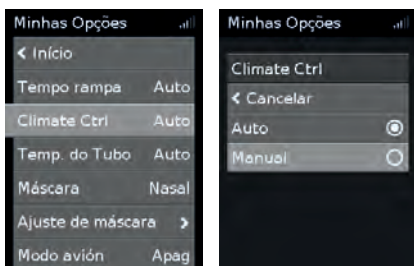 Minhas Opções
< Início
Tempo rampa Auto
Climate Ctrl Auto
Temp. do Tubo Auto
Máscara Nasal
Ajuste de máscara >
Modo avión Apag
Minhas Opções
Climate Ctrl
< Cancelar
Auto
Manual